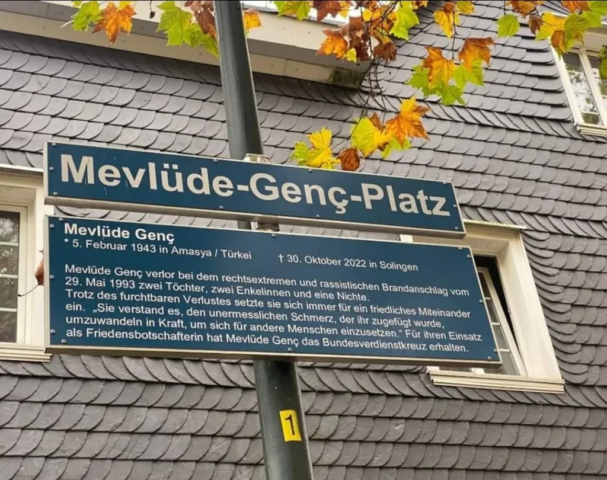 Mevlüde-Genç-Platz
Mevlüde Genç
* 5. Februar 1943 in Amasya / Türkei † 30. Oktober 2022 in Solingen
Mevlüde Genç verlor bei dem rechtsextremen und rassistischen Brandanschlag vom
29. Mai 1993 zwei Töchter, zwei Enkelinnen und eine Nichte.
Trotz des furchtbaren Verlustes setzte sie sich immer für ein friedliches Miteinander
ein. „Sie verstand es, den unermesslichen Schmerz, der ihr zugefügt wurde,
umzuwandeln in Kraft, um sich für andere Menschen einzusetzen.“ Für ihren Einsatz
als Friedensbotschafterin hat Mevlüde Genç das Bundesverdienstkreuz erhalten.
1